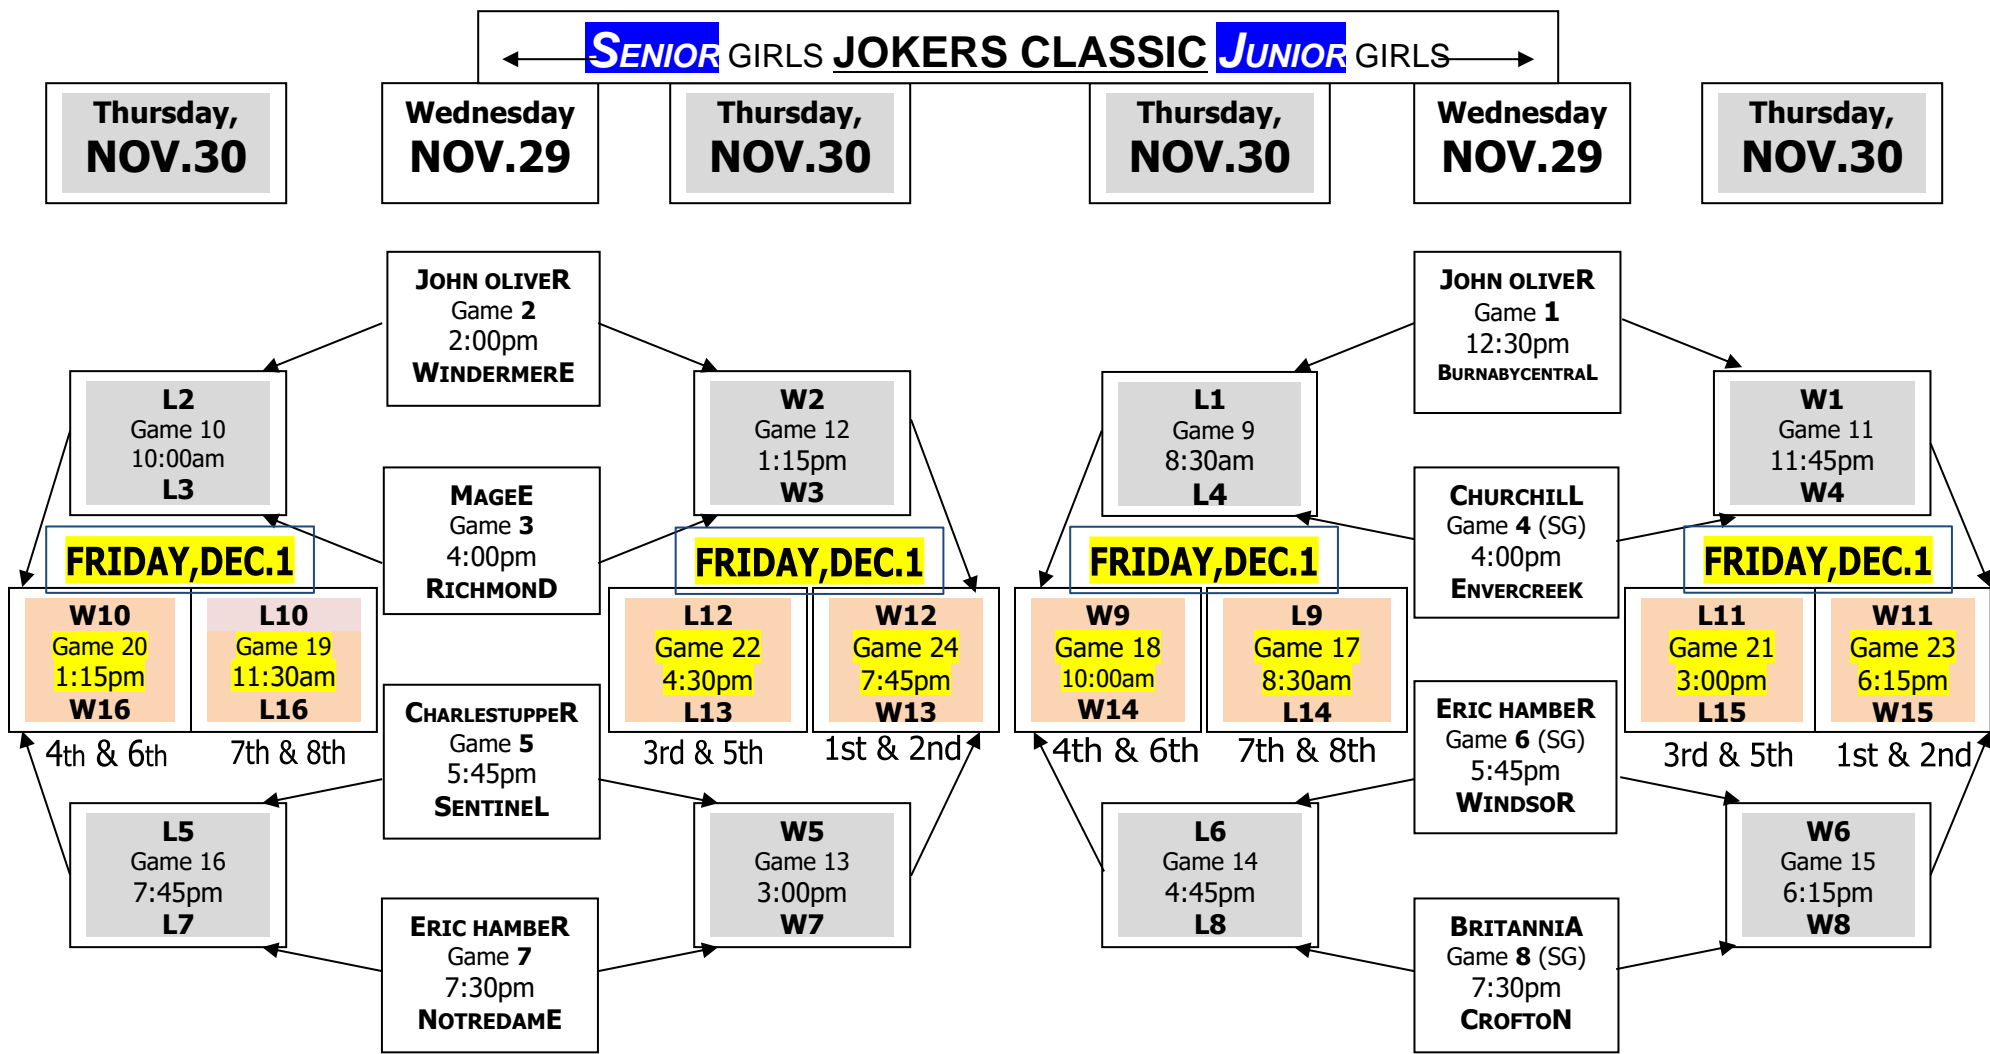 SENIOR GIRLS JOKERS CLASSIC JUNIOR GIRLS
Thursday,
NOV.30
Wednesday
NOV.29
Thursday,
NOV.30
Thursday,
NOV.30
Wednesday
NOV.29
Thursday,
NOV.30
JOHN OLIVER
Game 2
2:00pm
WINDERMERE
L2
Game 10
10:00am
L3
W2
Game 12
1:15pm
W3
MAGEE
Game 3
4:00pm
RICHMOND
FRIDAY,DEC.1
W10
Game 20
1:15pm
W16
4th & 6th
L10
Game 19
11:30am
L16
7th & 8th
FRIDAY,DEC.1
L12
Game 22
4:30pm
L13
3rd & 5th
W12
Game 24
7:45pm
W13
1st & 2nd
CHARLESTUPPER
Game 5
5:45pm
SENTINEL
L5
Game 16
7:45pm
L7
W5
Game 13
3:00pm
W7
ERIC HAMBER
Game 7
7:30pm
NOTREDAME
JOHN OLIVER
Game 1
12:30pm
BURNABYCENTRAL
L1
Game 9
8:30am
L4
W1
Game 11
11:45pm
W4
CHURCHILL
Game 4 (SG)
4:00pm
ENVERCREEK
FRIDAY,DEC.1
W9
Game 18
10:00am
W14
4th & 6th
L9
Game 17
8:30am
L14
7th & 8th
FRIDAY,DEC.1
L11
Game 21
3:00pm
L15
3rd & 5th
W11
Game 23
6:15pm
W15
1st & 2nd
ERIC HAMBER
Game 6 (SG)
5:45pm
WINDSOR
L6
Game 14
4:45pm
L8
W6
Game 15
6:15pm
W8
BRITANNIA
Game 8 (SG)
7:30pm
CROFTON